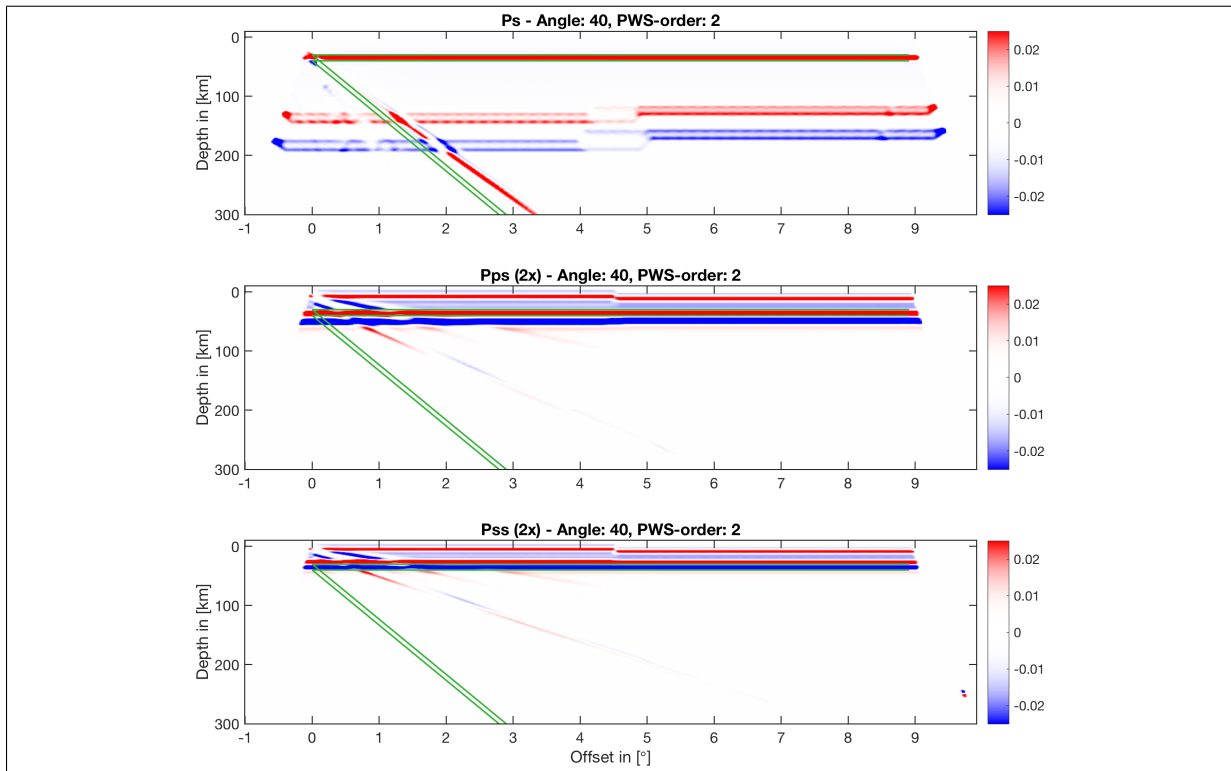 Ps - Angle: 40, PWS-order: 2
Depth in [km]
0
100
200
300
-1 0 1 2 3 4 5 6 7 8 9
0.02
0.01
0
-0.01
-0.02
Pps (2x) - Angle: 40, PWS-order: 2
Depth in [km]
0
100
200
300
-1 0 1 2 3 4 5 6 7 8 9
0.02
0.01
0
-0.01
-0.02
Pss (2x) - Angle: 40, PWS-order: 2
Depth in [km]
0
100
200
300
-1 0 1 2 3 4 5 6 7 8 9
Offset in [°]
0.02
0.01
0
-0.01
-0.02